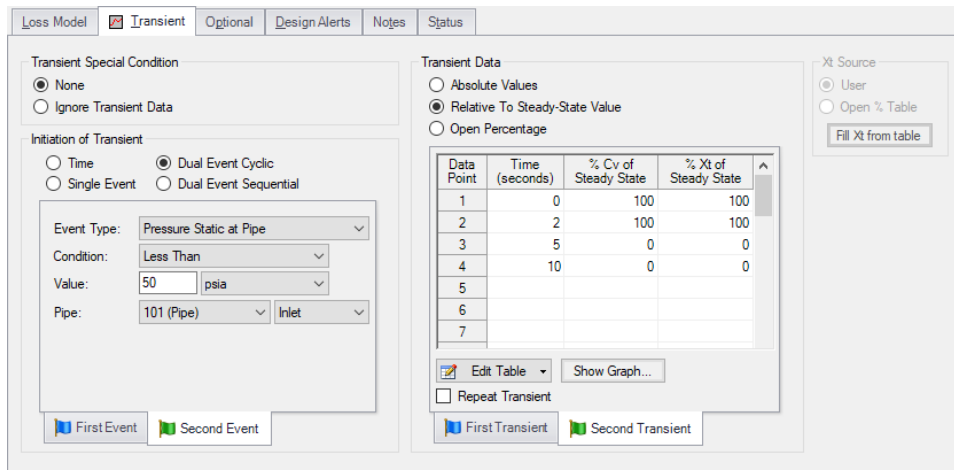 Loss Model Transient Optional Design Alerts Notes Status
Transient Special Condition
None
Ignore Transient Data
Initiation of Transient
Time Dual Event Cyclic
Single Event Dual Event Sequential
Event Type: Pressure Static at Pipe
Condition: Less Than
Value: 50 psia
Pipe: 101 (Pipe) Inlet
First Event Second Event
Transient Data
Absolute Values
Relative To Steady-State Value
Open Percentage
Data Point Time (seconds) % Cv of Steady State % Xt of Steady State
1 0 100 100
2 2 100 100
3 5 0 0
4 10 0 0
5
6
7
Edit Table Show Graph...
Repeat Transient
First Transient Second Transient
Xt Source
User
Open % Table
Fill Xt from table